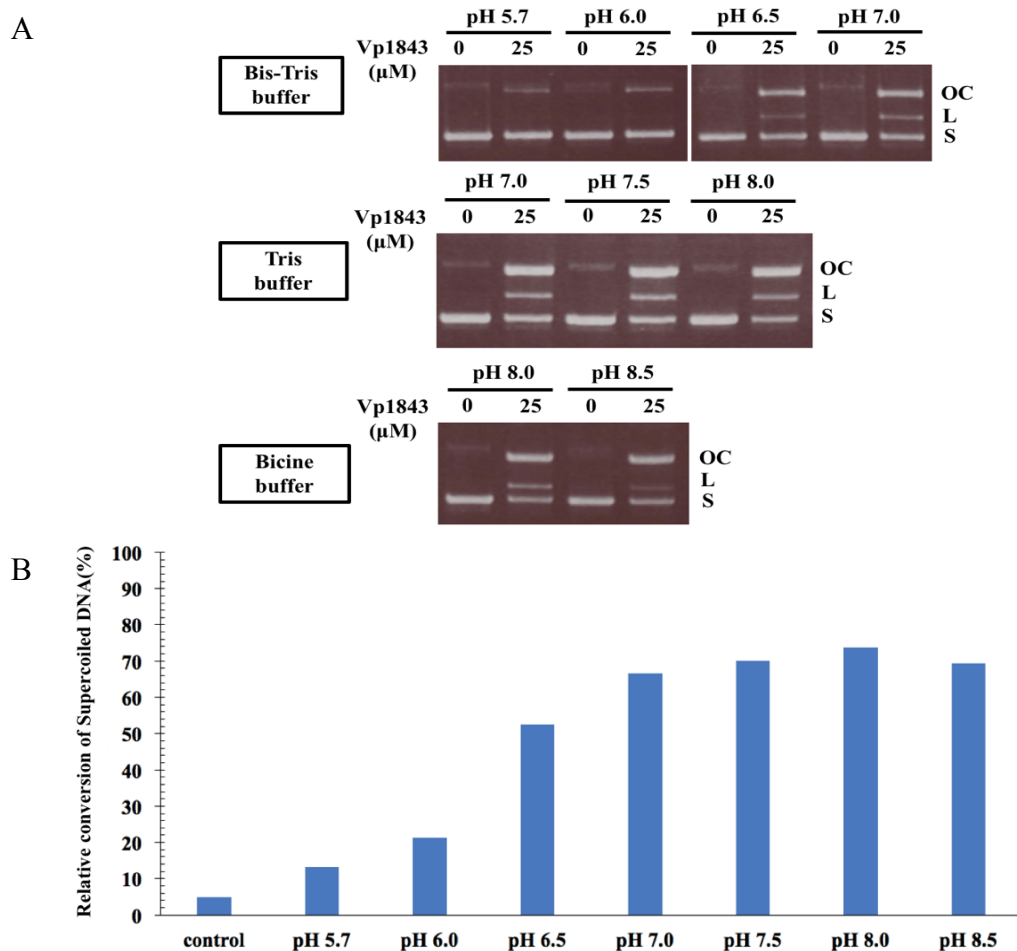 A
pH 5.7 pH 6.0 pH 6.5 pH 7.0
Vp1843 0 25 0 25 0 25 0 25
(µM)
Bis-Tris
buffer
OC
L
S
pH 7.0 pH 7.5 pH 8.0
Vp1843 0 25 0 25 0 25
(µM)
Tris
buffer
OC
L
S
pH 8.0 pH 8.5
Vp1843 0 25 0 25
(µM)
Bicine
buffer
OC
L
S
B
Relative conversion of Supercoiled DNA(%)
100
90
80
70
60
50
40
30
20
10
0
control pH 5.7 pH 6.0 pH 6.5 pH 7.0 pH 7.5 pH 8.0 pH 8.5